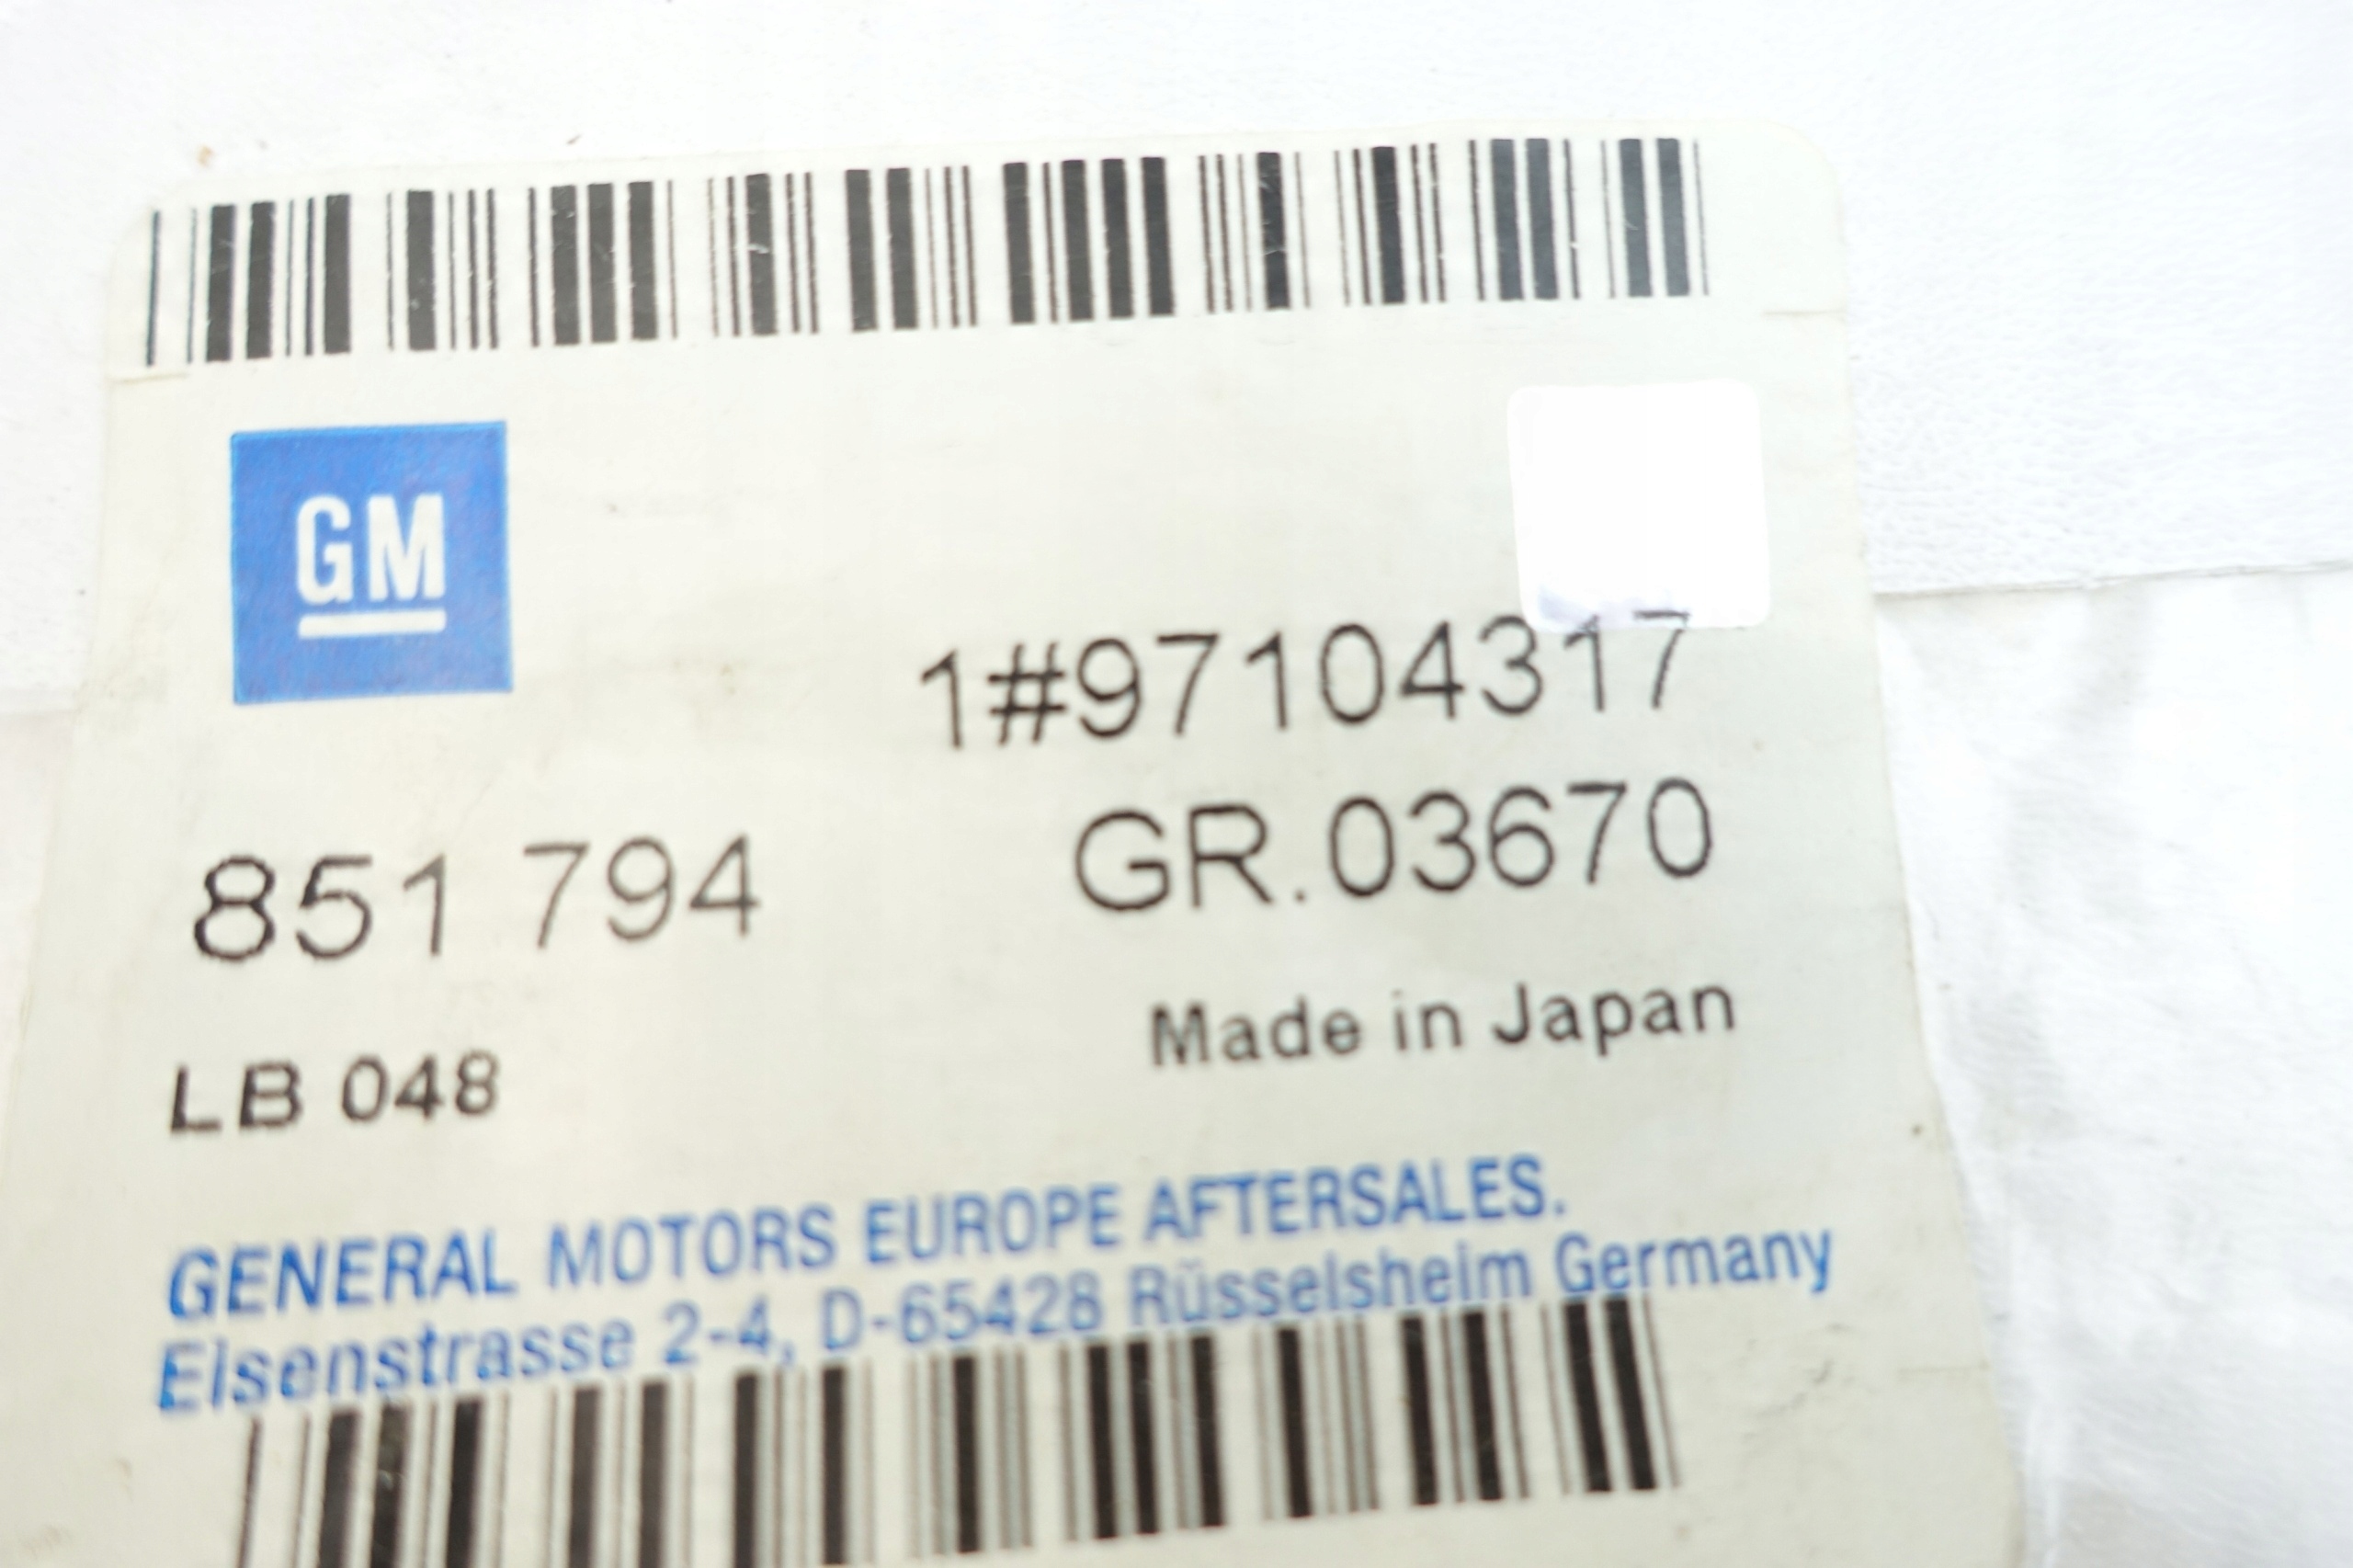 GM
1#97104317
851 794
GR.03670
LB 048
Made in Japan
GENERAL MOTORS EUROPE AFTERSALES.
Eisenstrasse 2-4, D-65428 Rüsselsheim Germany